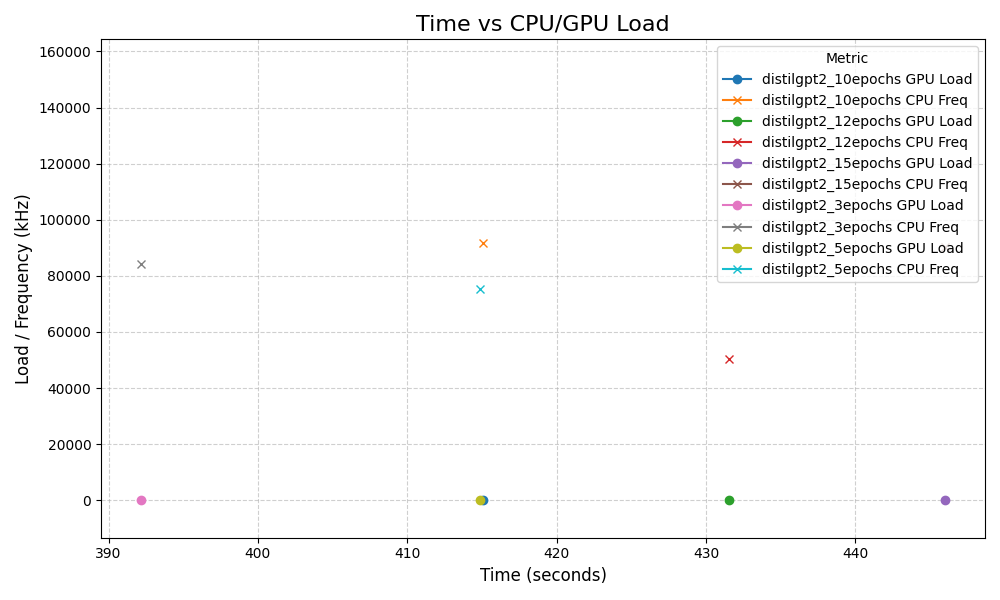 Time vs CPU/GPU Load
Load / Frequency (kHz)
160000
140000
120000
100000
80000
60000
40000
20000
0
Metric
distilgpt2_10epochs GPU Load
distilgpt2_10epochs CPU Freq
distilgpt2_12epochs GPU Load
distilgpt2_12epochs CPU Freq
distilgpt2_15epochs GPU Load
distilgpt2_15epochs CPU Freq
distilgpt2_3epochs GPU Load
distilgpt2_3epochs CPU Freq
distilgpt2_5epochs GPU Load
distilgpt2_5epochs CPU Freq
390 400 410 420 430 440
Time (seconds)